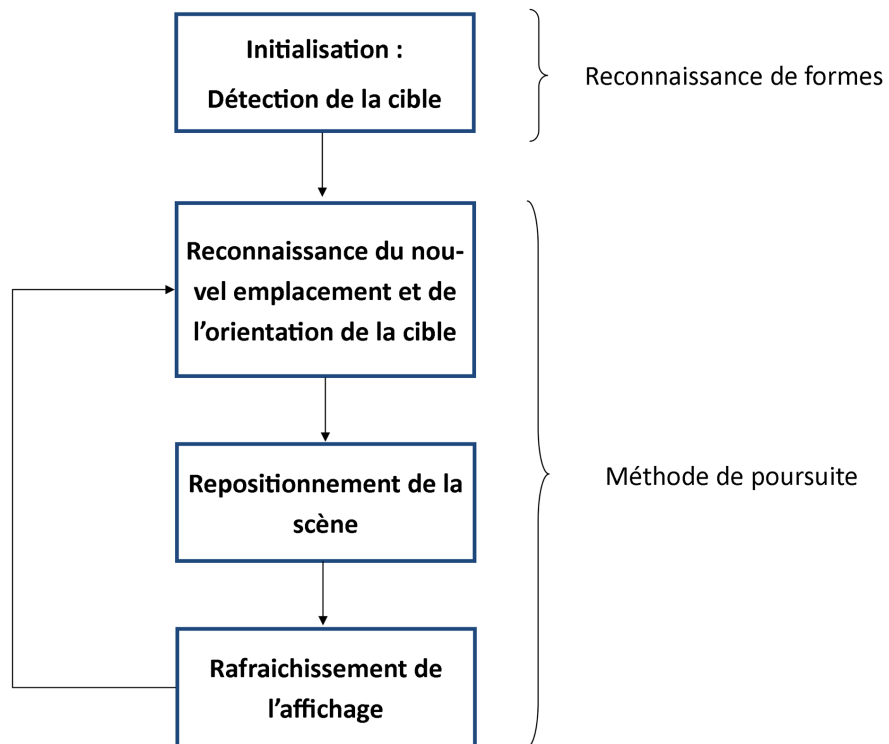 Initialisation :
Détection de la cible
Reconnaissance de formes
Reconnaissance du nou-
vel emplacement et de
l’orientation de la cible
Repositionnement de la
scène
Méthode de poursuite
Rafraichissement de
l’affichage